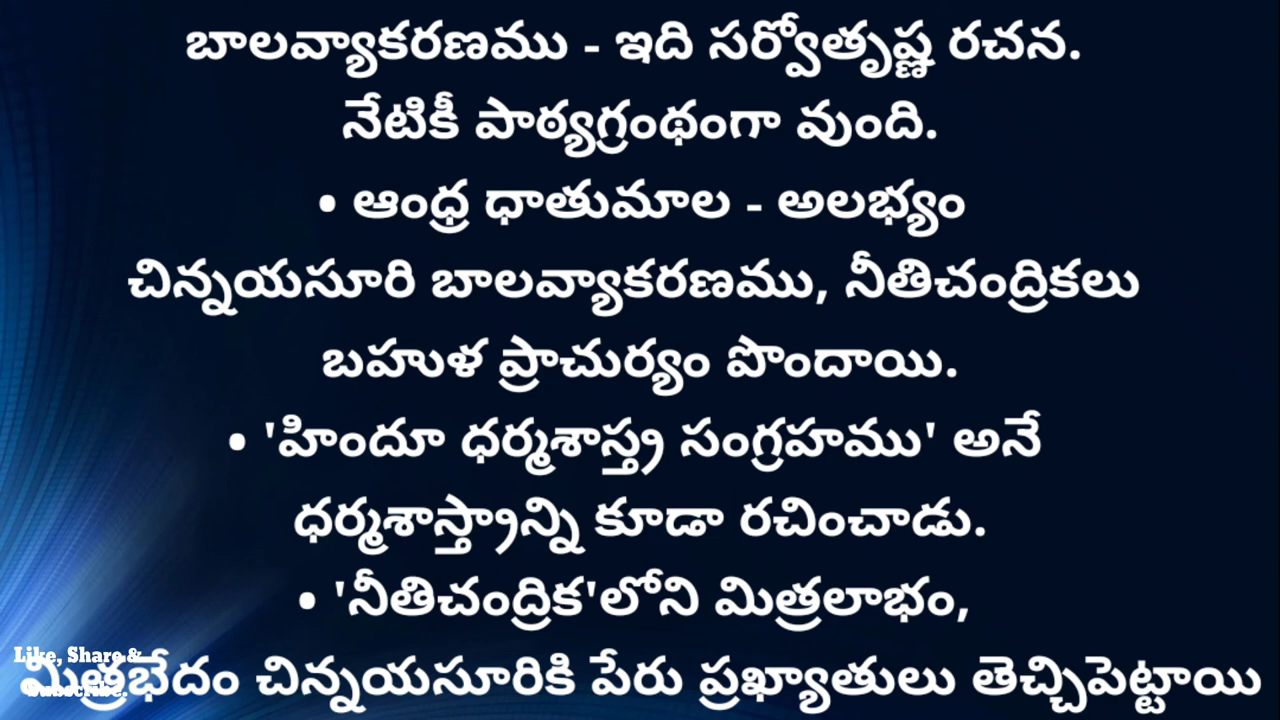 బాలవ్యాకరణము - ఇది సర్వోతృష్ణ రచన.
నేటికీ పాఠ్యగ్రంథంగా వుంది.
• ఆంధ్ర ధాతుమాల - అలభ్యం
చిన్నయసూరి బాలవ్యాకరణము, నీతిచంద్రికలు
బహుళ ప్రాచుర్యం పొందాయి.
• 'హిందూ ధర్మశాస్త్ర సంగ్రహము' అనే
ధర్మశాస్త్రాన్ని కూడా రచించాడు.
• 'నీతిచంద్రిక'లోని మిత్రలాభం,
మిత్రభేదం చిన్నయసూరికి పేరు ప్రఖ్యాతులు తెచ్చిపెట్టాయి
Like, Share &
Subscribe.